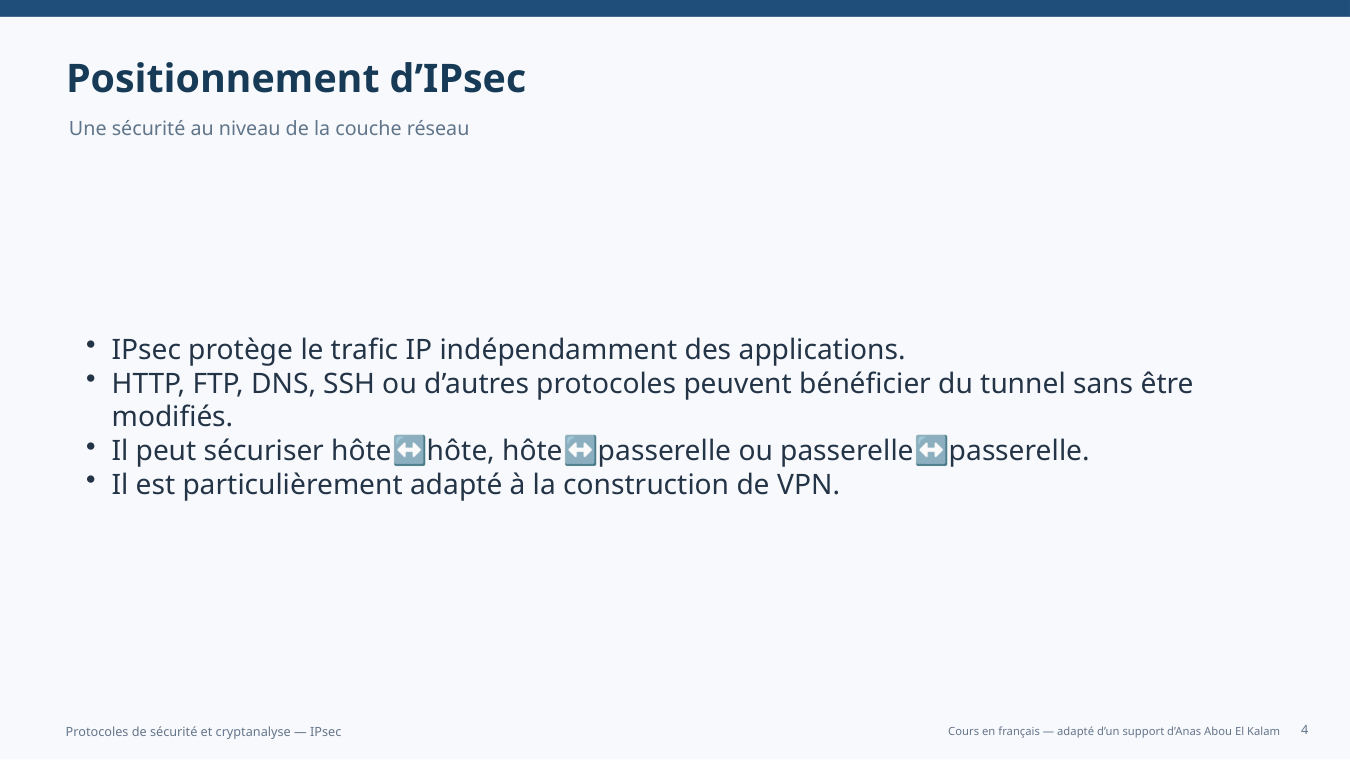 Positionnement d’IPsec
Une sécurité au niveau de la couche réseau
• IPsec protège le trafic IP indépendamment des applications.
• HTTP, FTP, DNS, SSH ou d’autres protocoles peuvent bénéficier du tunnel sans être
modifiés.
• Il peut sécuriser hôte↔️hôte, hôte↔️passerelle ou passerelle↔️passerelle.
• Il est particulièrement adapté à la construction de VPN.
Protocoles de sécurité et cryptanalyse — IPsec
Cours en français — adapté d’un support d’Anas Abou El Kalam 4